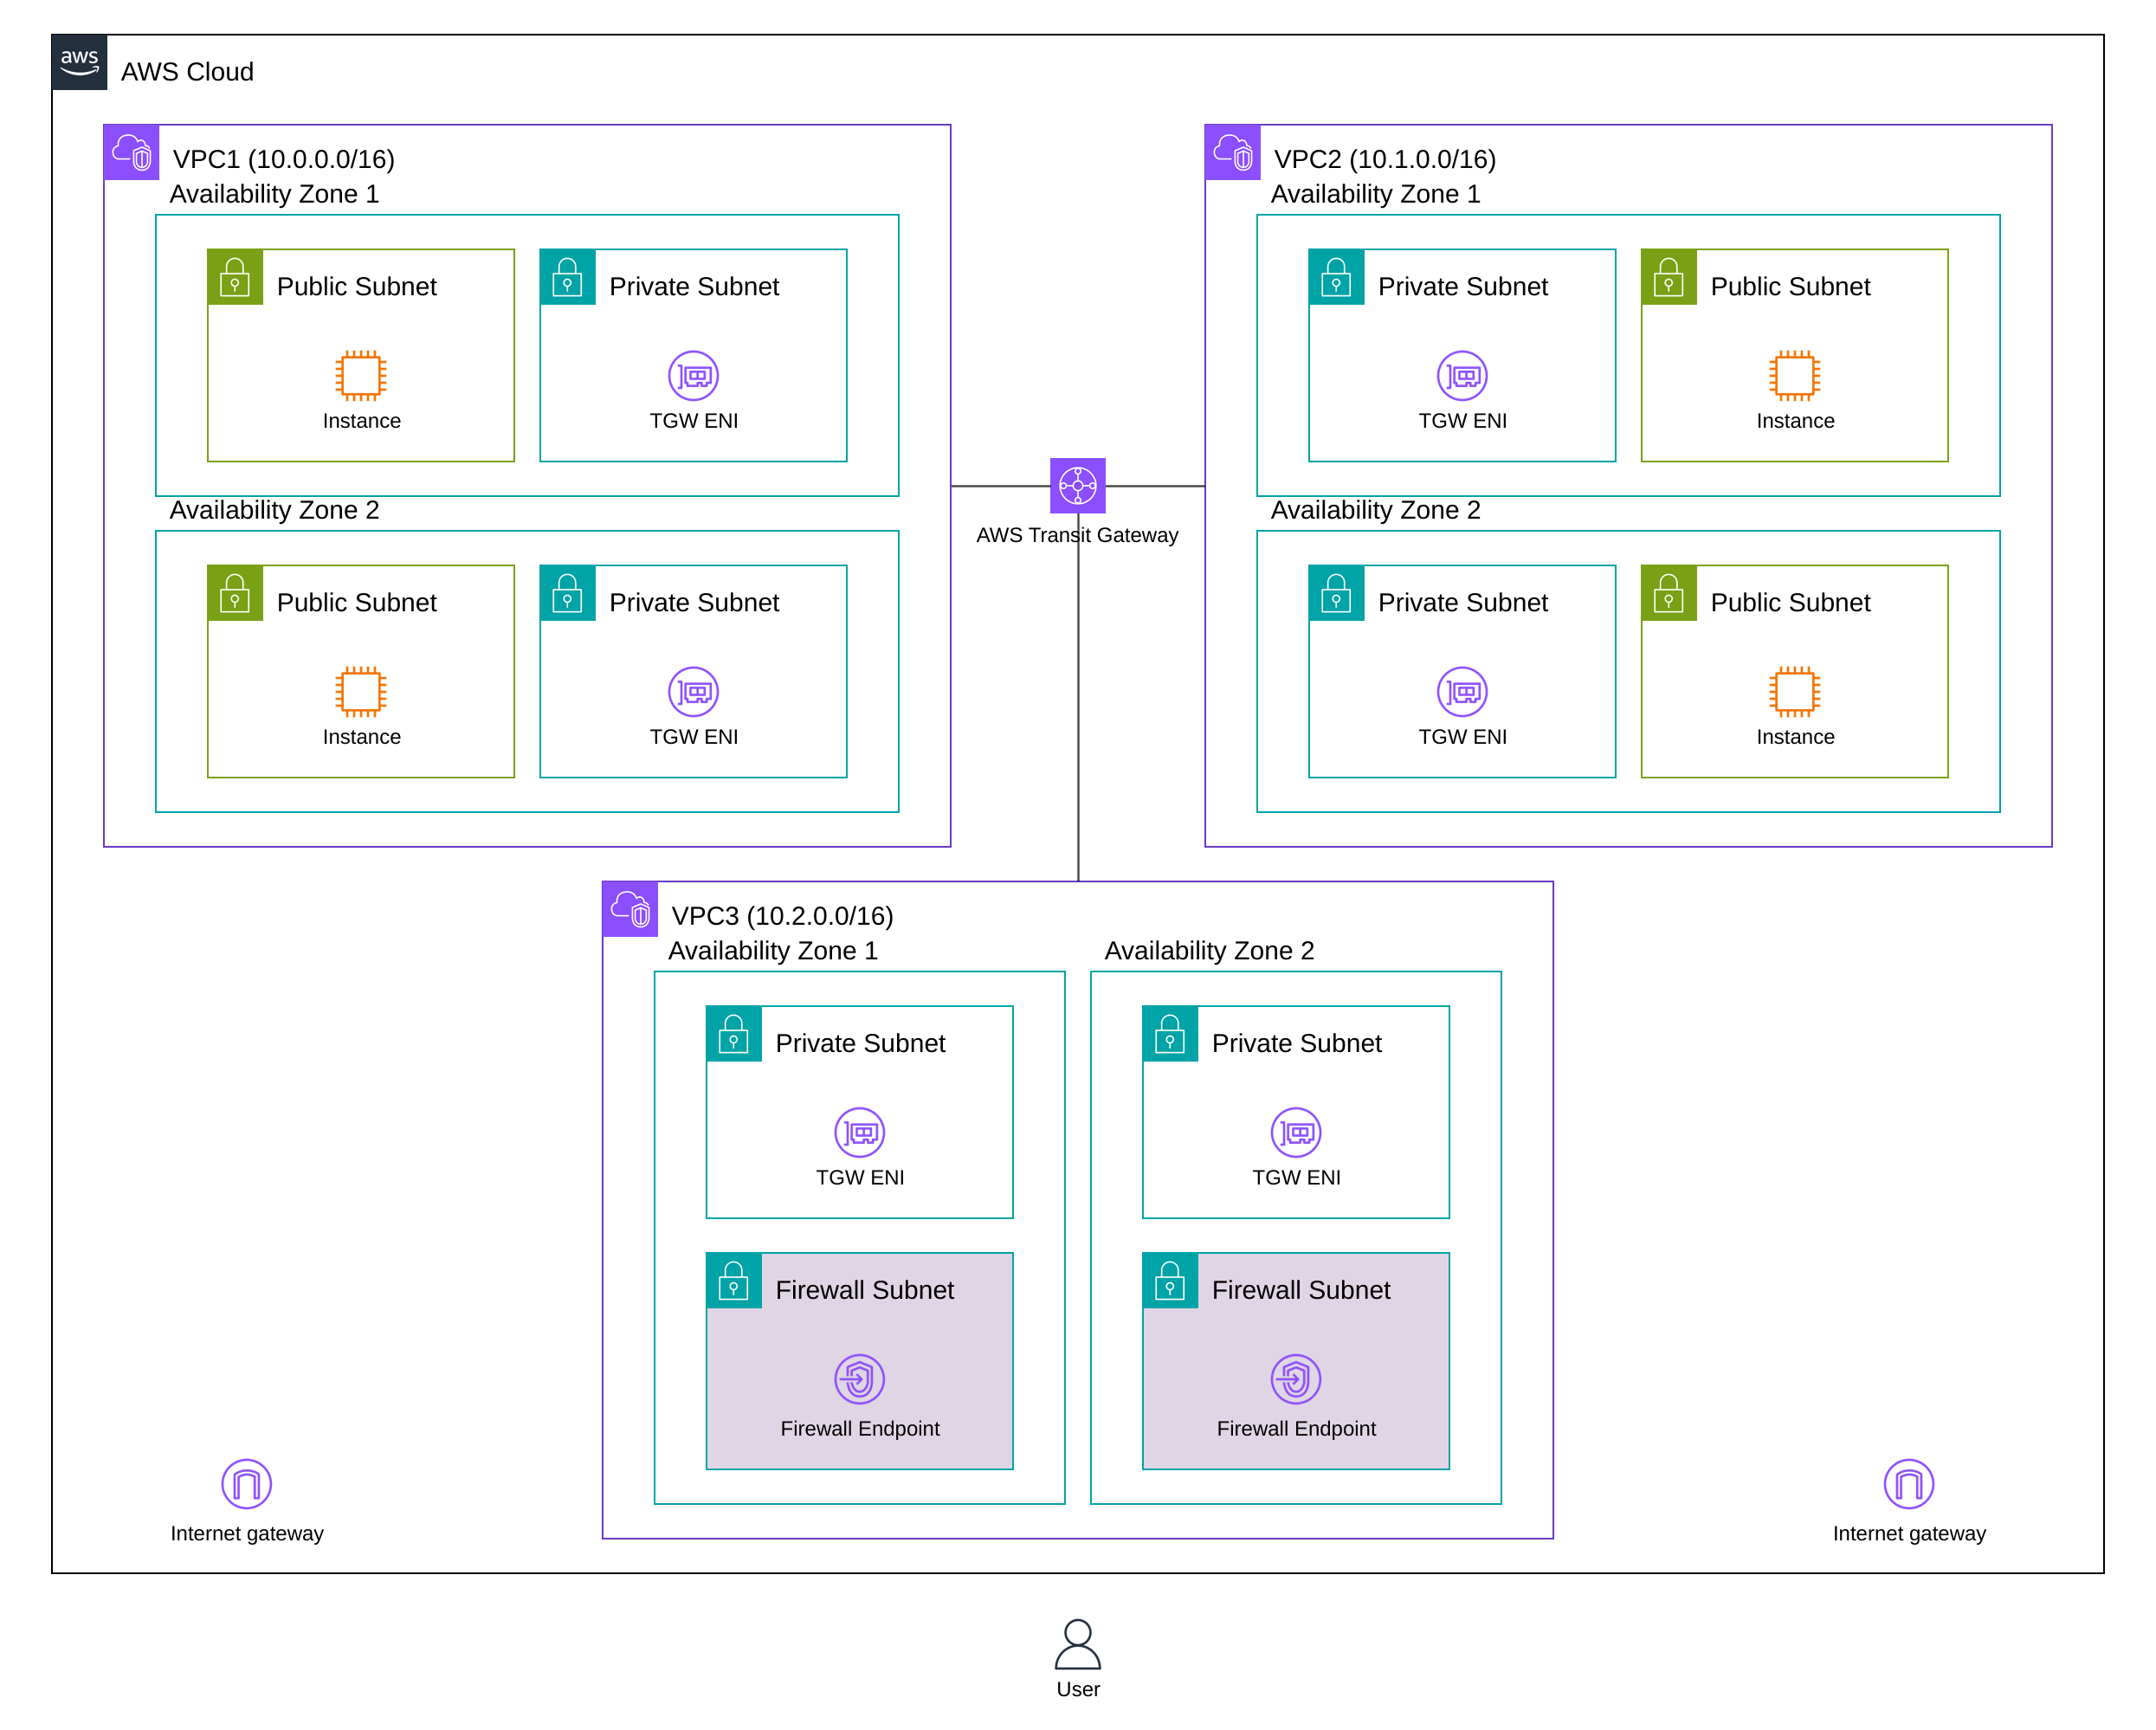 aws
AWS Cloud
VPC1 (10.0.0.0/16)
Availability Zone 1
Public Subnet
Instance
Private Subnet
TGW ENI
Availability Zone 2
Public Subnet
Instance
Private Subnet
TGW ENI
AWS Transit Gateway
VPC2 (10.1.0.0/16)
Availability Zone 1
Private Subnet
TGW ENI
Public Subnet
Instance
Availability Zone 2
Private Subnet
TGW ENI
Public Subnet
Instance
VPC3 (10.2.0.0/16)
Availability Zone 1
Private Subnet
TGW ENI
Firewall Subnet
Firewall Endpoint
Availability Zone 2
Private Subnet
TGW ENI
Firewall Subnet
Firewall Endpoint
Internet gateway
Internet gateway
User